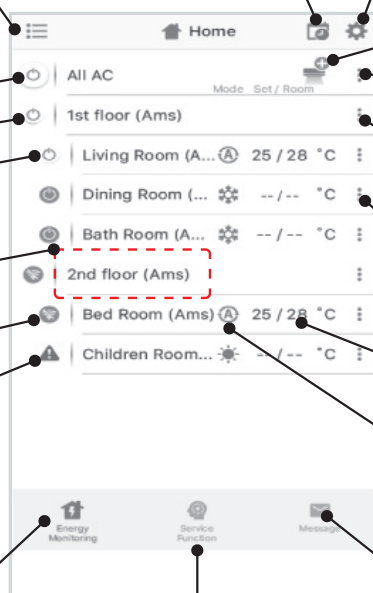 Home
All AC
Mode Set / Room
1st floor (Ams)
Living Room (A... A 25 / 28 °C
Dining Room (... -- / -- °C
Bath Room (A... -- / -- °C
2nd floor (Ams)
Bed Room (Ams) A 25 / 28 °C
Children Room... -- / -- °C
Energy
Monitoring
Service
Function
Message